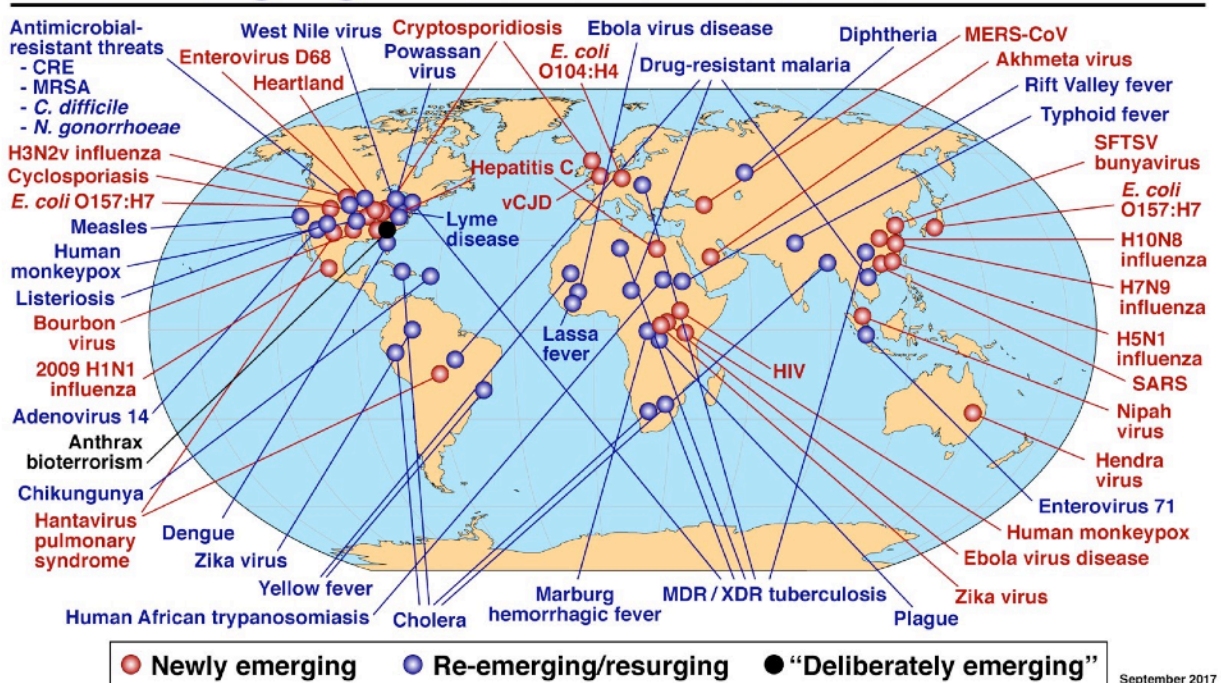 Antimicrobial-
resistant threats
- CRE
- MRSA
- C. difficile
- N. gonorrhoeae
West Nile virus
Cryptosporidiosis
Ebola virus disease
Diphtheria
MERS-CoV
Enterovirus D68
Powassan
virus
E. coli
O104:H4
Drug-resistant malaria
Akhmeta virus
Heartland
Rift Valley fever
Typhoid fever
H3N2v influenza
Cyclosporiasis
E. coli O157:H7
Measles
Human
monkeypox
Listeriosis
Bourbon
virus
2009 H1N1
influenza
Adenovirus 14
Anthrax
bioterrorism
Chikungunya
Hantavirus
pulmonary
syndrome
Dengue
Zika virus
Yellow fever
Human African trypanosomiasis
Cholera
Hepatitis C
vCJD
Lyme
disease
Lassa
fever
HIV
Marburg
hemorrhagic fever
MDR / XDR tuberculosis
Plague
SFTSV
bunyavirus
E. coli
O157:H7
H10N8
influenza
H7N9
influenza
H5N1
influenza
SARS
Nipah
virus
Hendra
virus
Enterovirus 71
Human monkeypox
Ebola virus disease
Zika virus
Newly emerging
Re-emerging/resurging
“Deliberately emerging”
September 2017